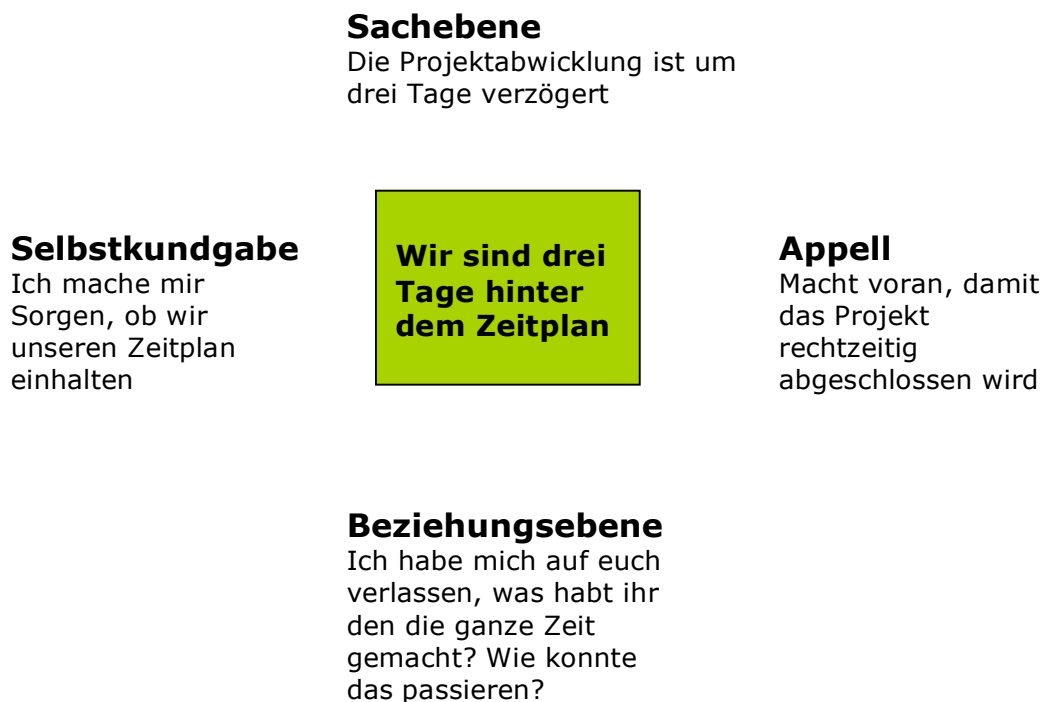 Sachebene
Die Projektabwicklung ist um
drei Tage verzögert
Selbstkundgabe
Ich mache mir
Sorgen, ob wir
unseren Zeitplan
einhalten
Wir sind drei
Tage hinter
dem Zeitplan
Appell
Macht voran, damit
das Projekt
rechtzeitig
abgeschlossen wird
Beziehungsebene
Ich habe mich auf euch
verlassen, was habt ihr
den die ganze Zeit
gemacht? Wie konnte
das passieren?